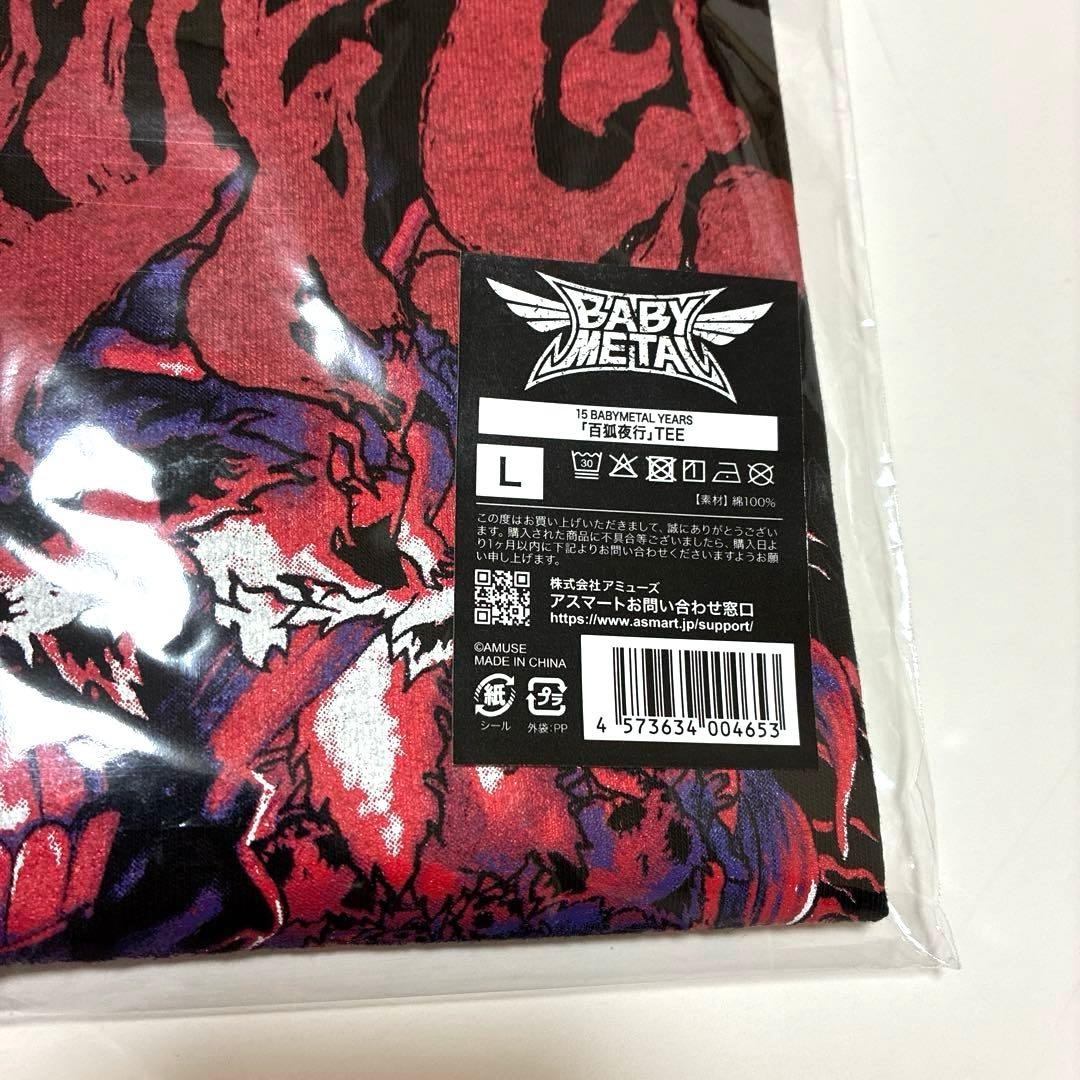 BABY
METAL
15 BABYMETAL YEARS
「百狐夜行」TEE
L
30
【素材】綿100%
この度はお買い上げいただきまして、誠にありがとうござい
ます。購入された商品に不具合等ございましたら、購入日よ
り1ヶ月以内に下記よりお問い合わせくださいますようお願
い申し上げます。
株式会社アミューズ
アスマートお問い合わせ窓口
https://www.asmart.jp/support/
©AMUSE
MADE IN CHINA
紙
シール
プラ
外袋:PP
4 573634 004653